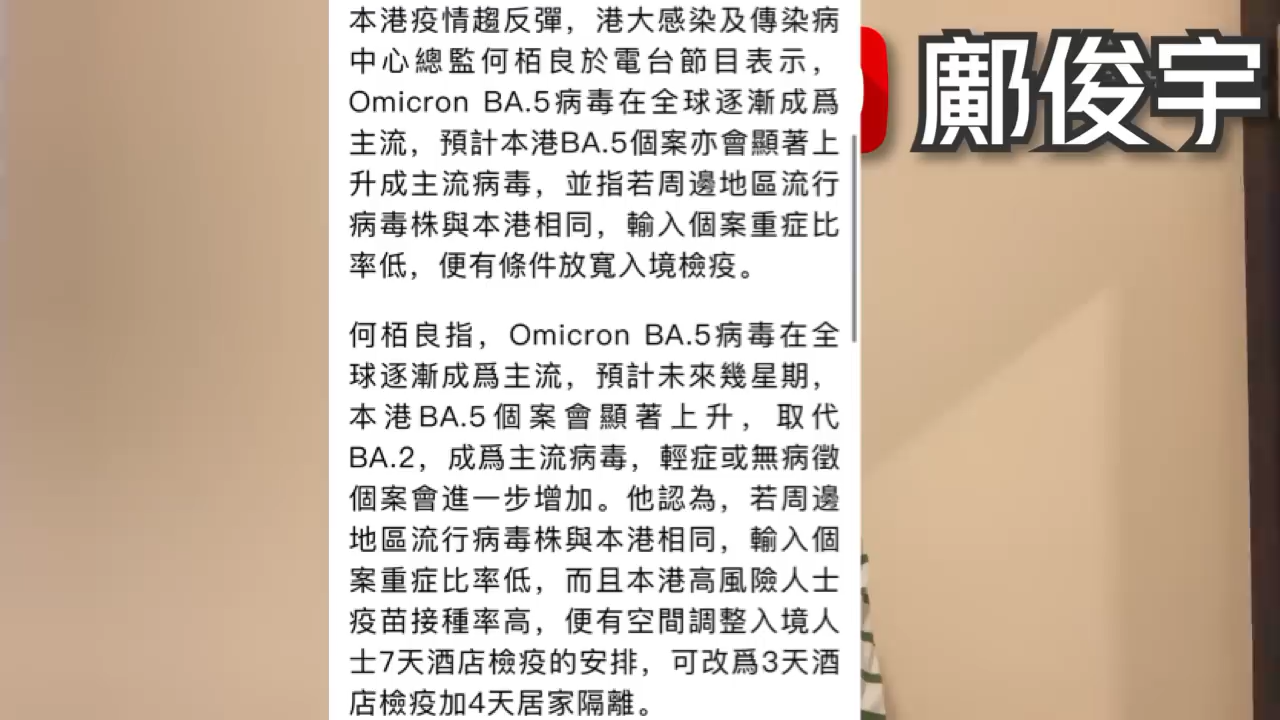 本港疫情趨反彈，港大感染及傳染病
中心總監何栢良於電台節目表示，
Omicron BA.5病毒在全球逐漸成爲
主流，預計本港BA.5個案亦會顯著上
升成主流病毒，並指若周邊地區流行
病毒株與本港相同，輸入個案重症比
率低，便有條件放寬入境檢疫。
何栢良指，Omicron BA.5病毒在全
球逐漸成爲主流，預計未來幾星期，
本港BA.5個案會顯著上升，取代
BA.2，成爲主流病毒，輕症或無病徵
個案會進一步增加。他認為，若周邊
地區流行病毒株與本港相同，輸入個
案重症比率低，而且本港高風險人士
疫苗接種率高，便有空間調整入境人
士7天酒店檢疫的安排，可改爲3天酒
店檢疫加4天居家隔離。
鄺俊宇